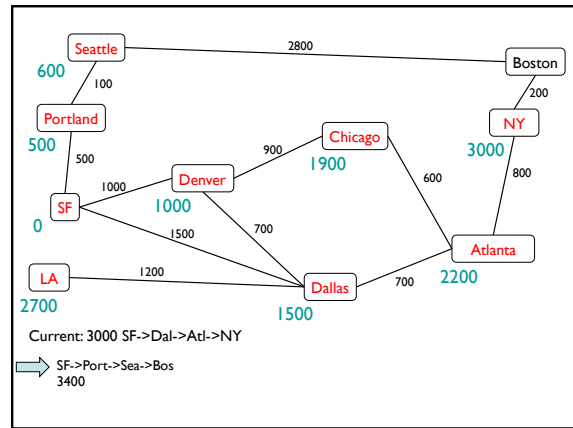 Seattle
2800
Boston
600
100
200
Portland
Chicago
NY
500
900
3000
500
1900
Denver
600
800
1000
SF
1000
700
0
1500
Atlanta
LA
1200
700
2200
Dallas
2700
1500
Current: 3000 SF->Dal->Atl->NY
SF->Port->Sea->Bos
3400